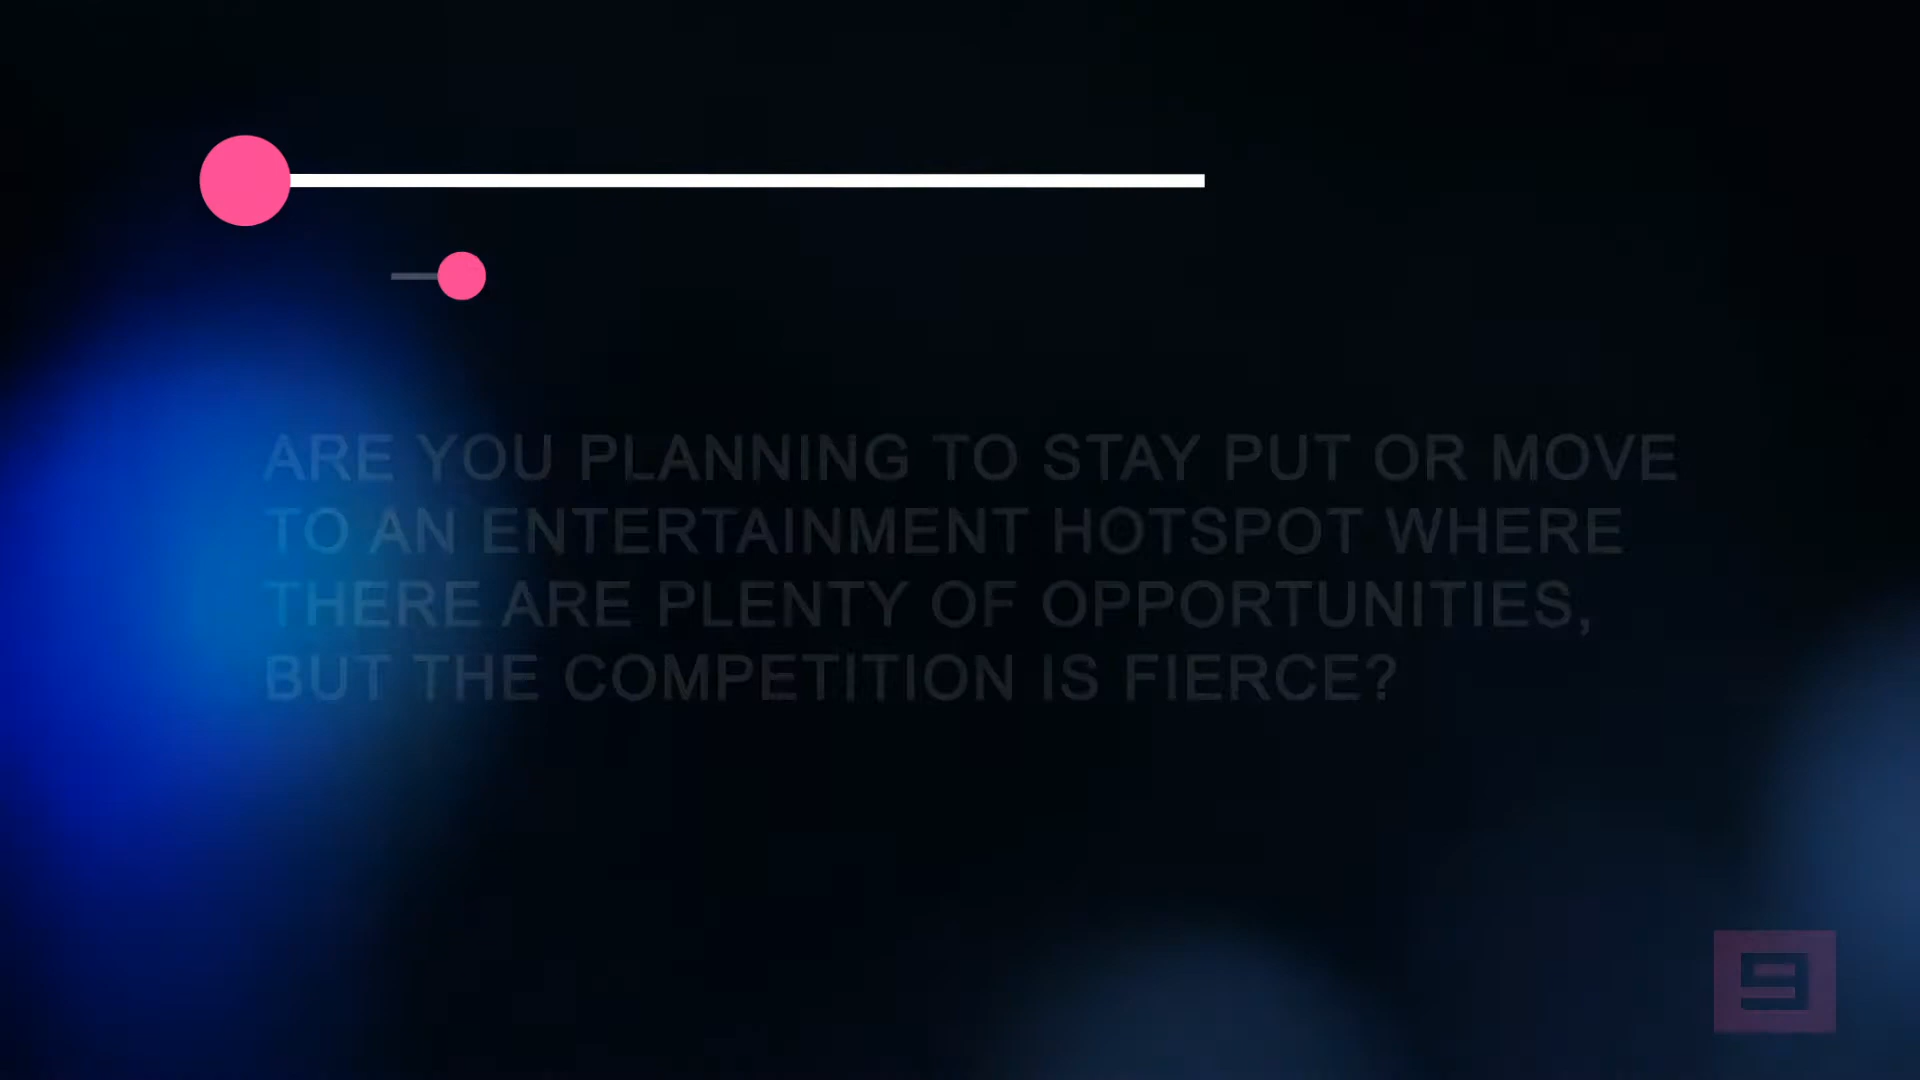 ARE YOU PLANNING TO STAY PUT OR MOVE
TO AN ENTERTAINMENT HOTSPOT WHERE
THERE ARE PLENTY OF OPPORTUNITIES,
BUT THE COMPETITION IS FIERCE?
9